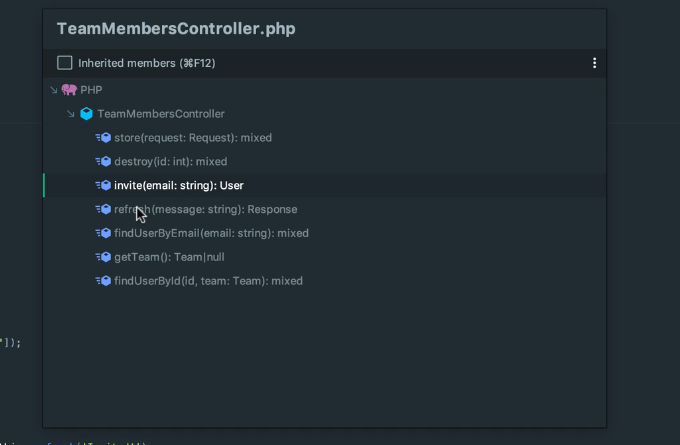 TeamMembersController.php
Inherited members (⌘F12)
PHP
TeamMembersController
store(request: Request): mixed
destroy(id: int): mixed
invite(email: string): User
refresh(message: string): Response
findUserByEmail(email: string): mixed
getTeam(): Team|null
findUserById(id, team: Team): mixed
"]);